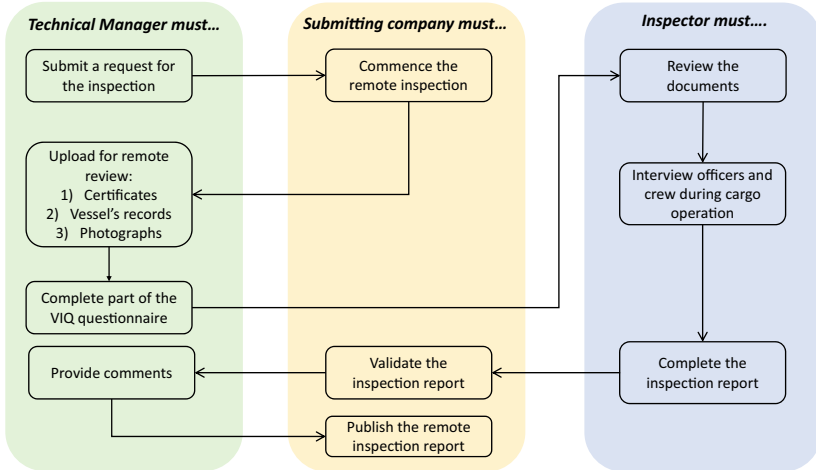 Technical Manager must…
Submitting company must…
Inspector must….
Submit a request for
the inspection
Commence the
remote inspection
Review the
documents
Upload for remote
review:
1) Certificates
2) Vessel's records
3) Photographs
Interview officers and
crew during cargo
operation
Complete part of the
VIQ questionnaire
Provide comments
Validate the
inspection report
Complete the
inspection report
Publish the remote
inspection report